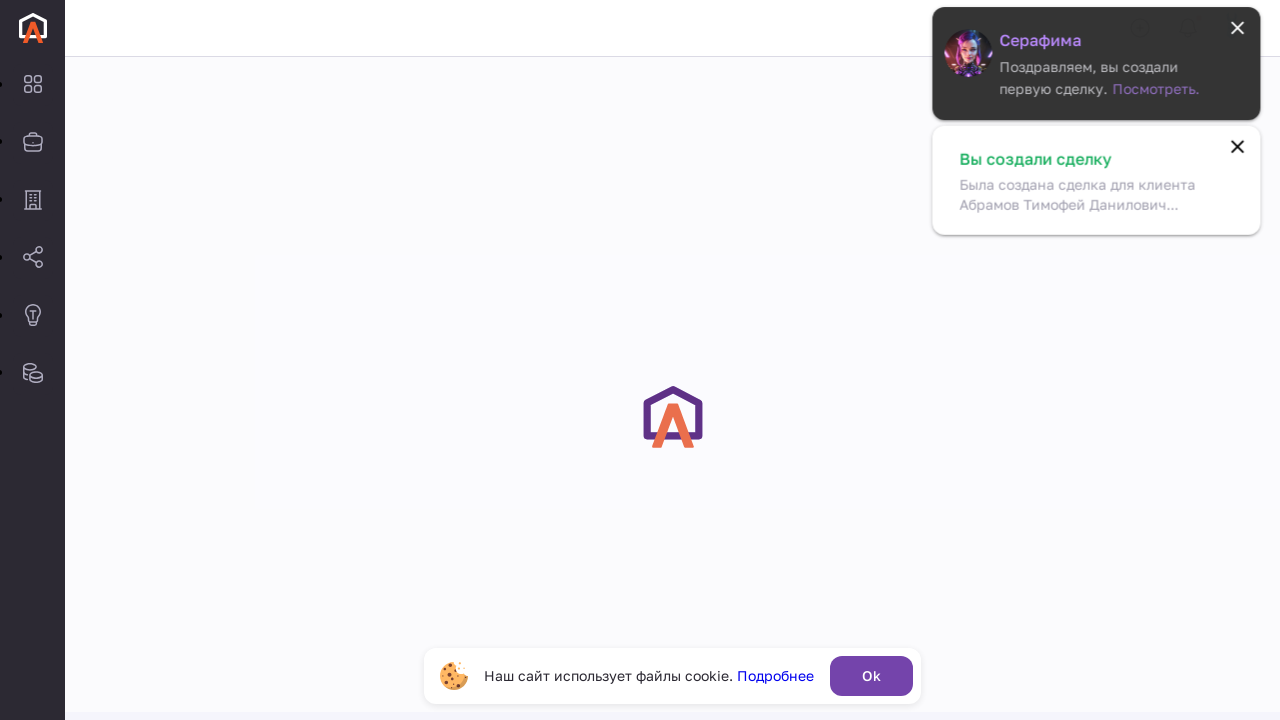 Серафима
Поздравляем, вы создали
первую сделку. Посмотреть.
Вы создали сделку
Была создана сделка для клиента
Абрамов Тимофей Данилович...
Наш сайт использует файлы cookie. Подробнее
Ok